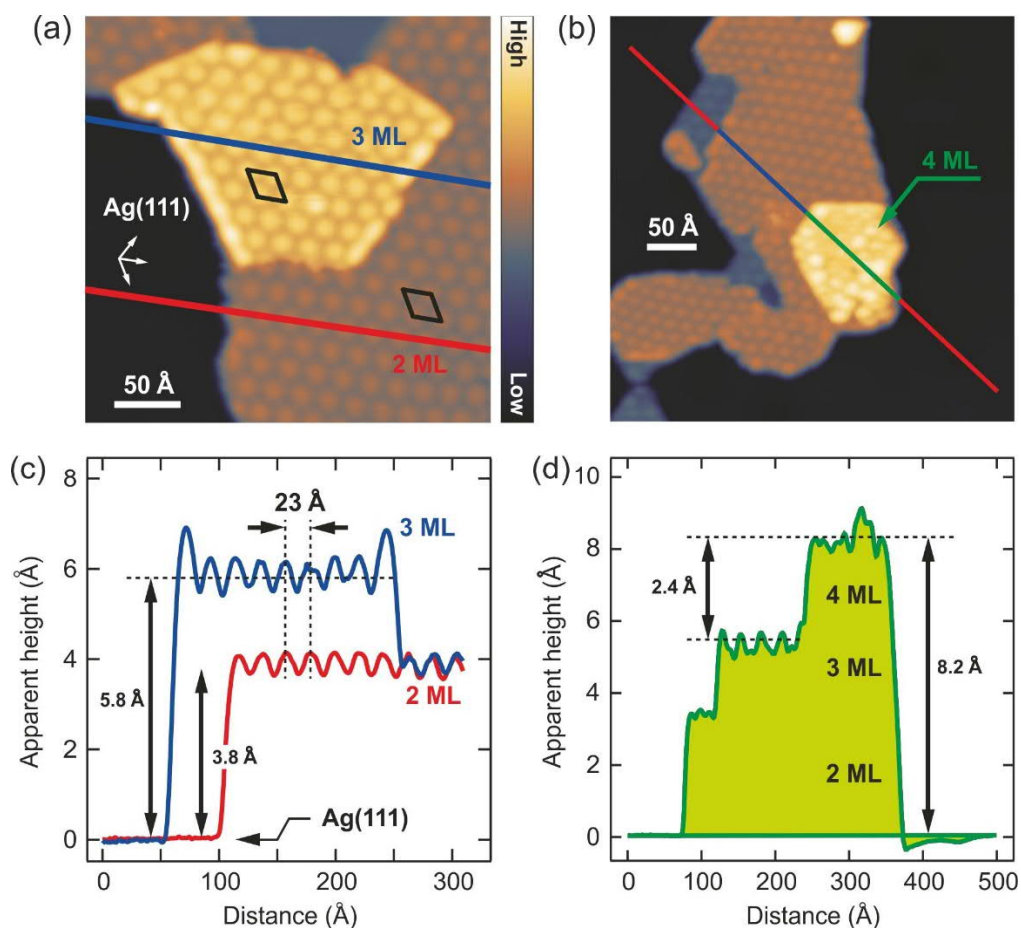 (a)
3 ML
Ag(111)
2 ML
50 Å
High
Low
(b)
4 ML
50 Å
(c)
8
6
4
2
0
Apparent height (Å)
23 Å
3 ML
5.8 Å
3.8 Å
2 ML
Ag(111)
0
100
200
300
Distance (Å)
(d)
10
8
6
4
2
0
Apparent height (Å)
2.4 Å
4 ML
3 ML
8.2 Å
2 ML
0
100
200
300
400
500
Distance (Å)